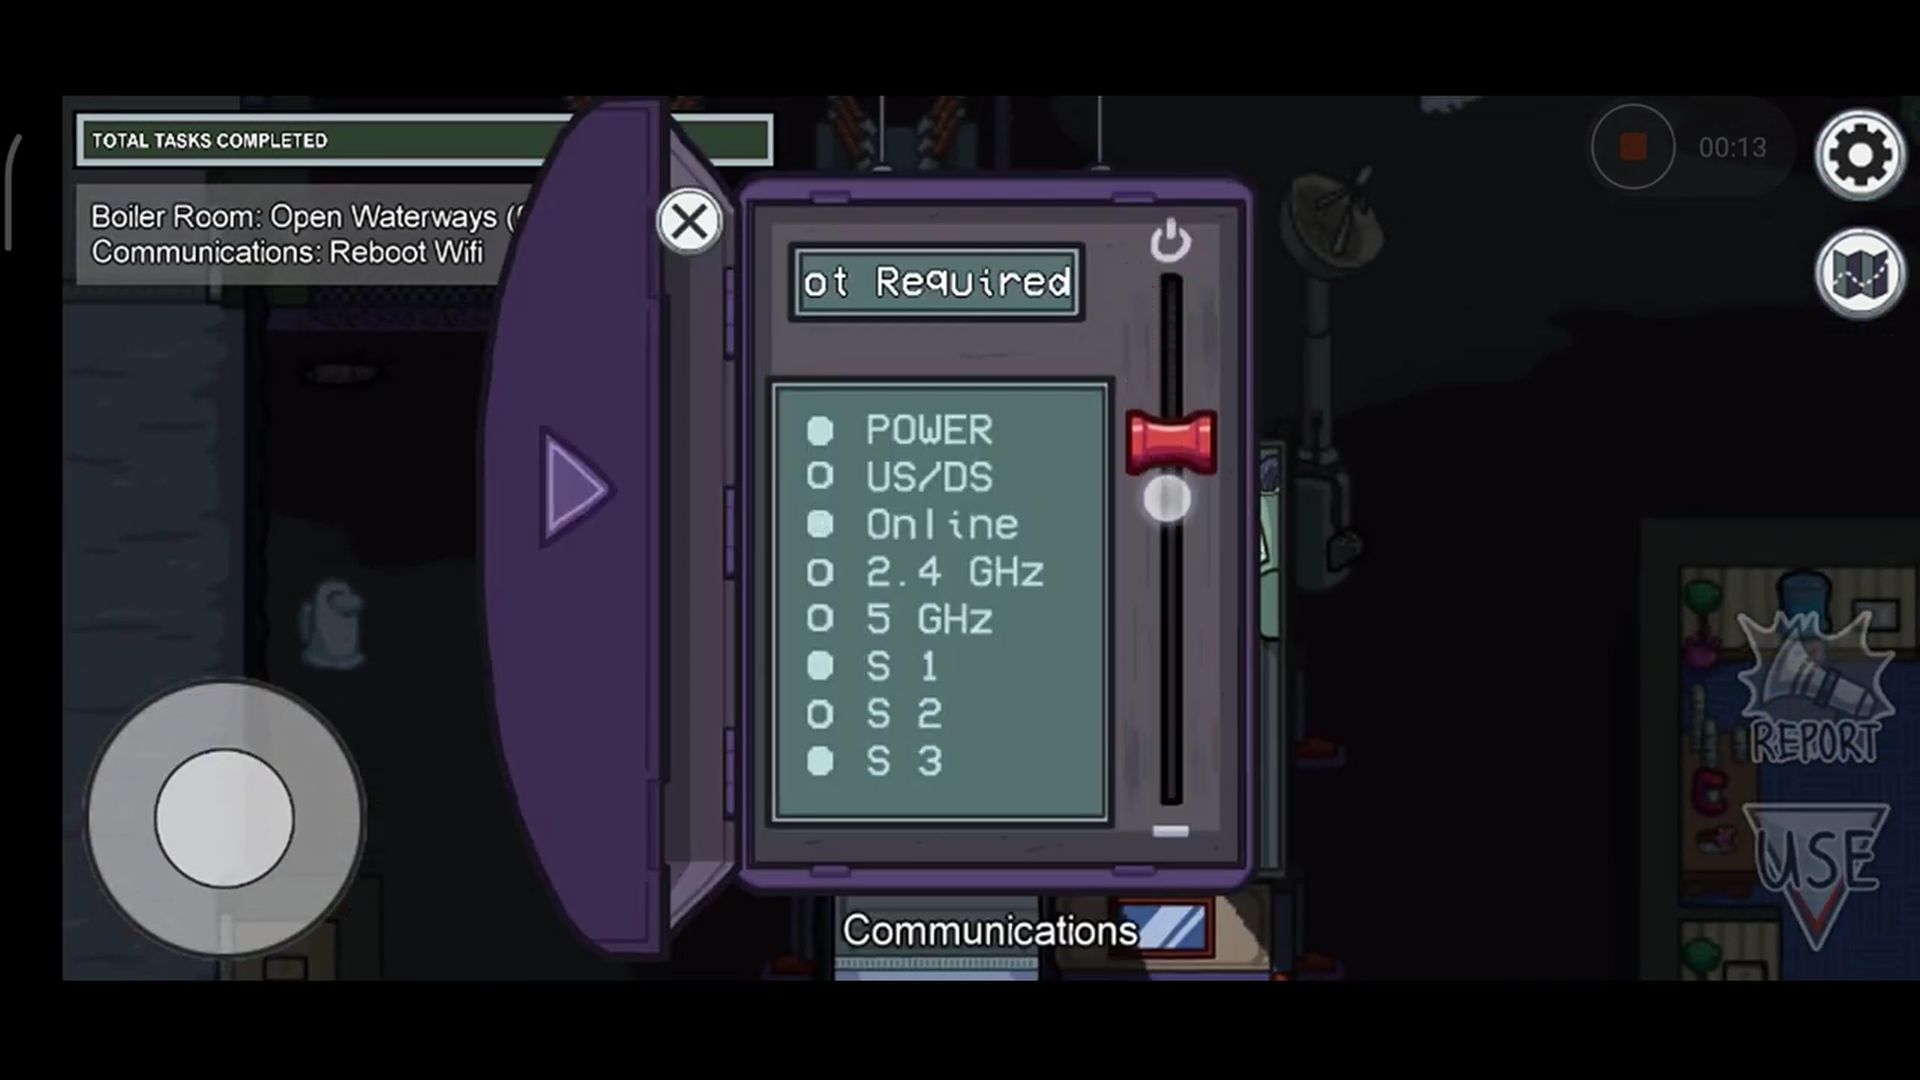 TOTAL TASKS COMPLETED
00:13
Boiler Room: Open Waterways (
Communications: Reboot Wifi
ot Required
POWER
US/DS
Online
2.4 GHz
5 GHz
S 1
S 2
S 3
REPORT
USE
Communications